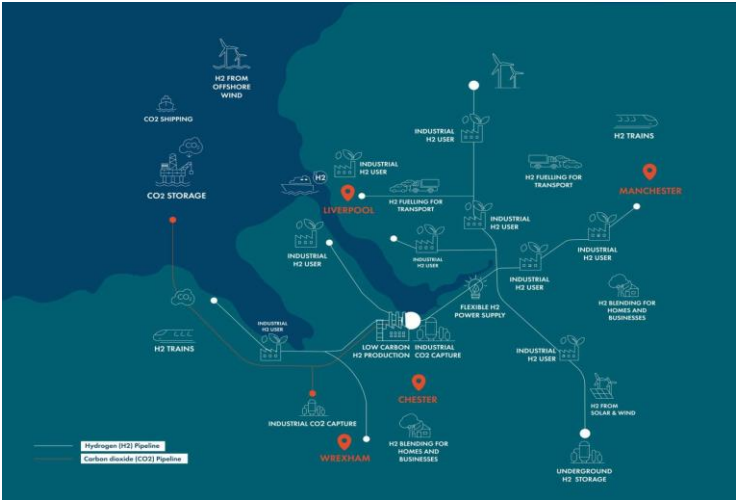 H2 FROM
OFFSHORE
WIND
CO2 SHIPPING
CO2
CO2 STORAGE
INDUSTRIAL
H2 USER
H2 TRAINS
H2
INDUSTRIAL
H2 USER
LIVERPOOL
H2 FUELLING FOR
TRANSPORT
H2 FUELLING FOR
TRANSPORT
MANCHESTER
INDUSTRIAL
H2 USER
INDUSTRIAL
H2 USER
INDUSTRIAL
H2 USER
INDUSTRIAL
H2 USER
INDUSTRIAL
H2 USER
CO2
H2 TRAINS
INDUSTRIAL
H2 USER
FLEXIBLE H2
POWER SUPPLY
H2 BLENDING FOR
HOMES AND
BUSINESSES
LOW CARBON
H2 PRODUCTION
INDUSTRIAL
CO2 CAPTURE
INDUSTRIAL
H2 USER
CHESTER
H2 FROM
SOLAR & WIND
INDUSTRIAL CO2 CAPTURE
WREXHAM
H2 BLENDING FOR
HOMES AND
BUSINESSES
UNDERGROUND
H2 STORAGE
Hydrogen (H2) Pipeline
Carbon dioxide (CO2) Pipeline